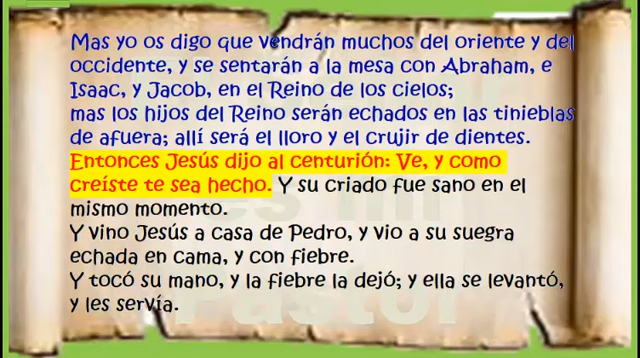 Mas yo os digo que vendrán muchos del oriente y del
occidente, y se sentarán a la mesa con Abraham, e
Isaac, y Jacob, en el Reino de los cielos;
mas los hijos del Reino serán echados en las tinieblas
de afuera; allí será el lloro y el crujir de dientes.
Entonces Jesús dijo al centurión: Ve, y como
creíste te sea hecho. Y su criado fue sano en el
mismo momento.
Y vino Jesús a casa de Pedro, y vio a su suegra
echada en cama, y con fiebre.
Y tocó su mano, y la fiebre la dejó; y ella se levantó,
y les servía.
es mi
Pastor